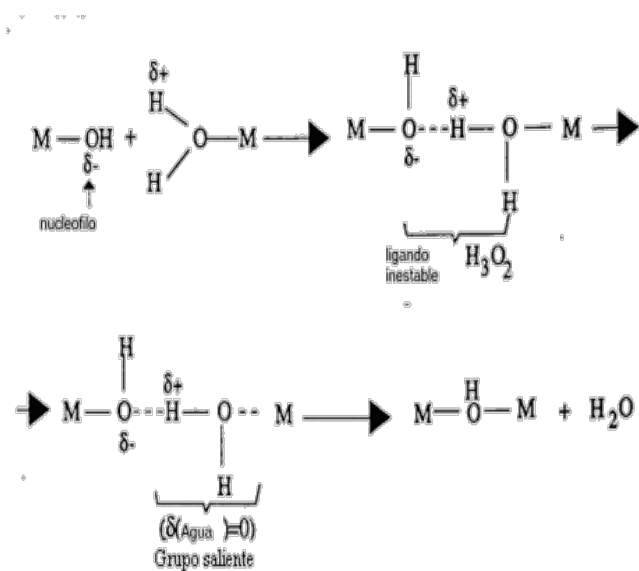 δ+
H
M — OH + O — M
δ-
H
nucleofilo
H
δ+
M — O --- H — O — M
δ-
H
ligando
inestable
H₃O₂
-
H
δ+
M — O --- H — O -- M
δ-
H
(δ(Agua )=0)
Grupo saliente
H
M — O — M + H₂O